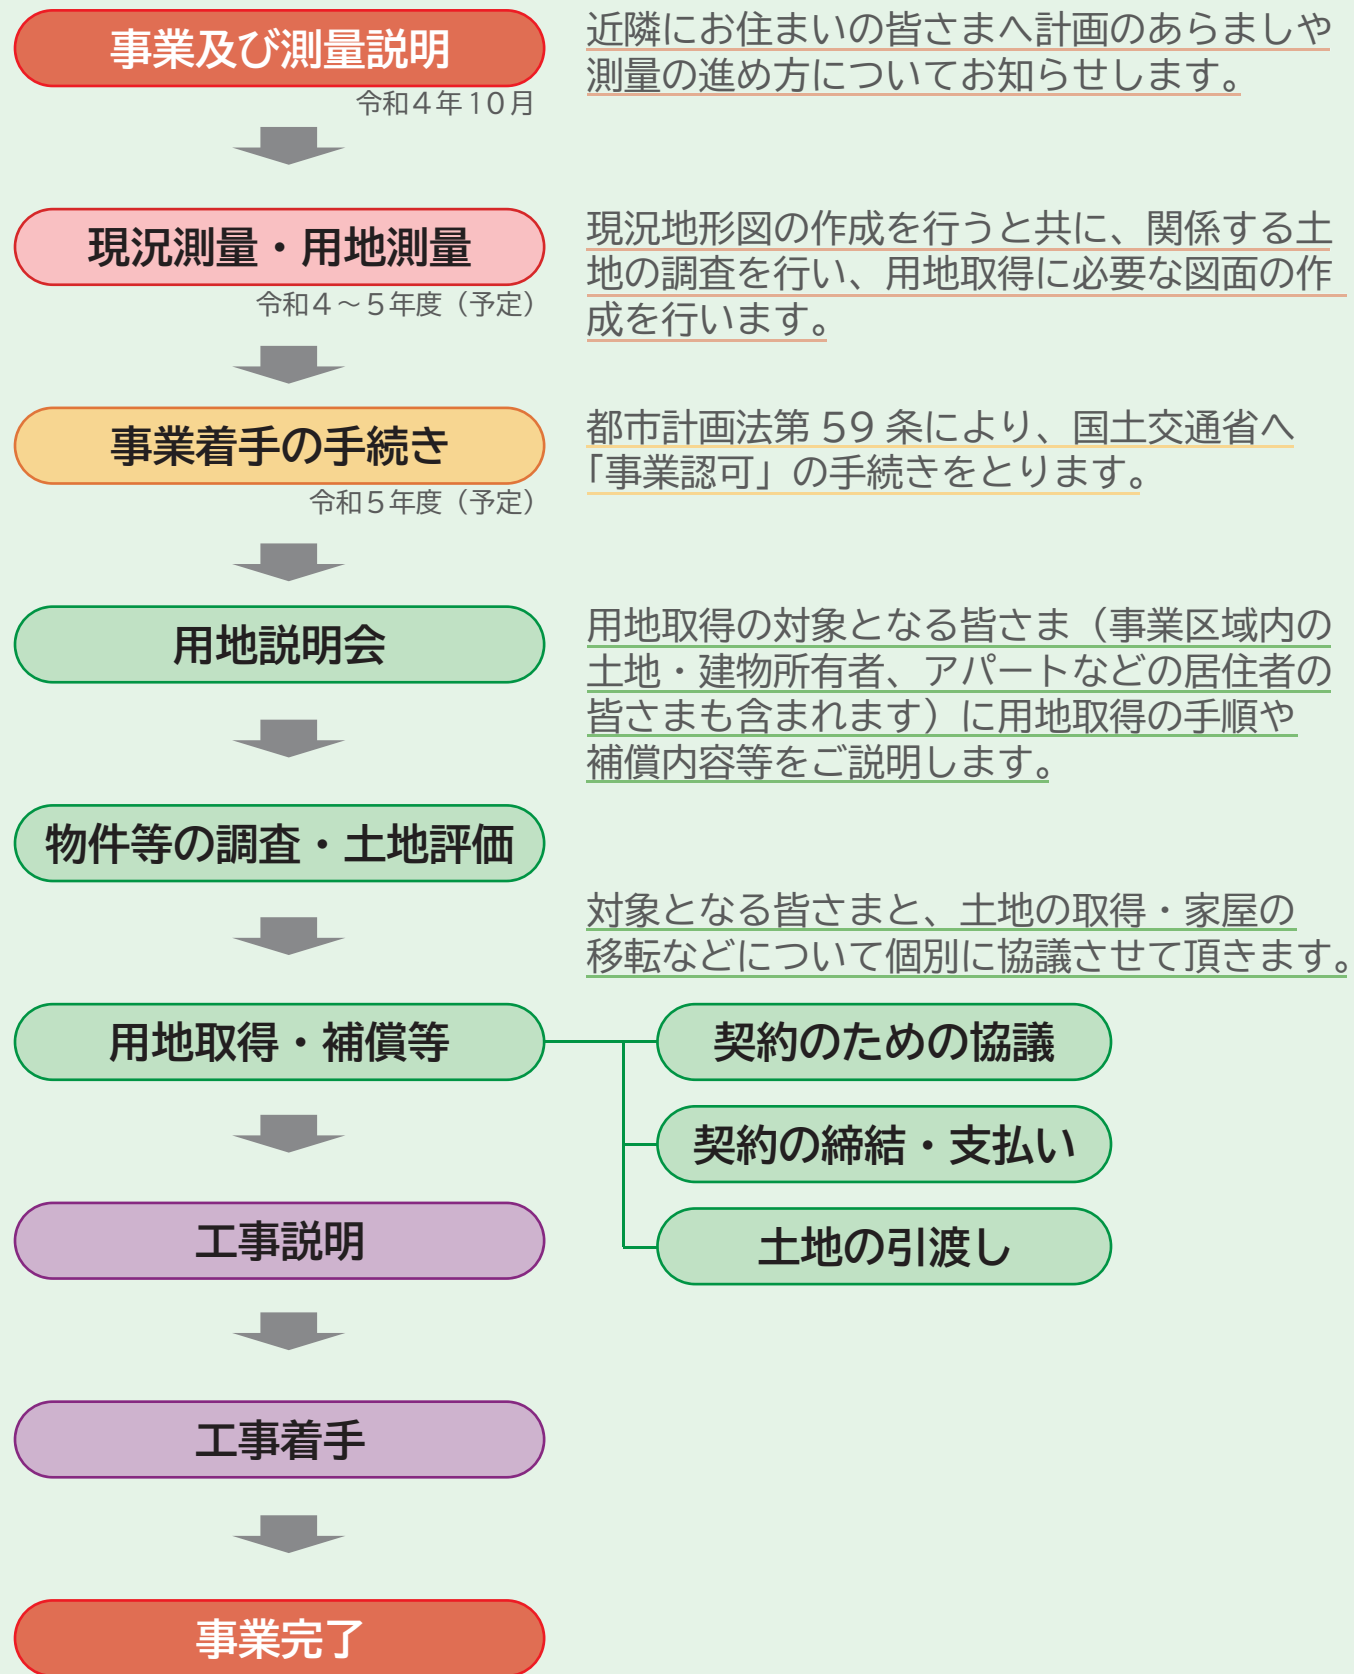 事業及び測量説明
令和４年１０月
近隣にお住まいの皆さまへ計画のあらましや
測量の進め方についてお知らせします。
現況測量・用地測量
令和４～５年度（予定）
現況地形図の作成を行うと共に、関係する土
地の調査を行い、用地取得に必要な図面の作
成を行います。
事業着手の手続き
令和５年度（予定）
都市計画法第 59 条により、国土交通省へ
「事業認可」の手続きをとります。
用地説明会
用地取得の対象となる皆さま（事業区域内の
土地・建物所有者、アパートなどの居住者の
皆さまも含まれます）に用地取得の手順や
補償内容等をご説明します。
物件等の調査・土地評価
対象となる皆さまと、土地の取得・家屋の
移転などについて個別に協議させて頂きます。
用地取得・補償等
契約のための協議
契約の締結・支払い
土地の引渡し
工事説明
工事着手
事業完了